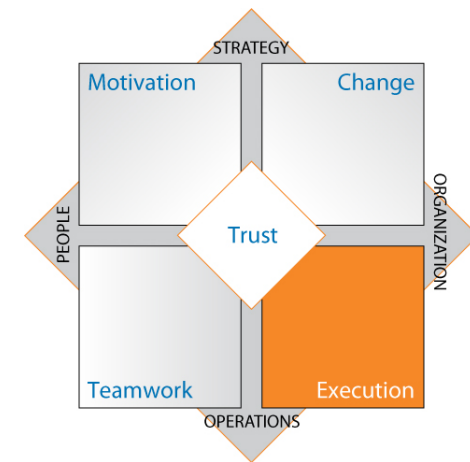 STRATEGY
Motivation
Change
PEOPLE
Trust
ORGANIZATION
Teamwork
Execution
OPERATIONS